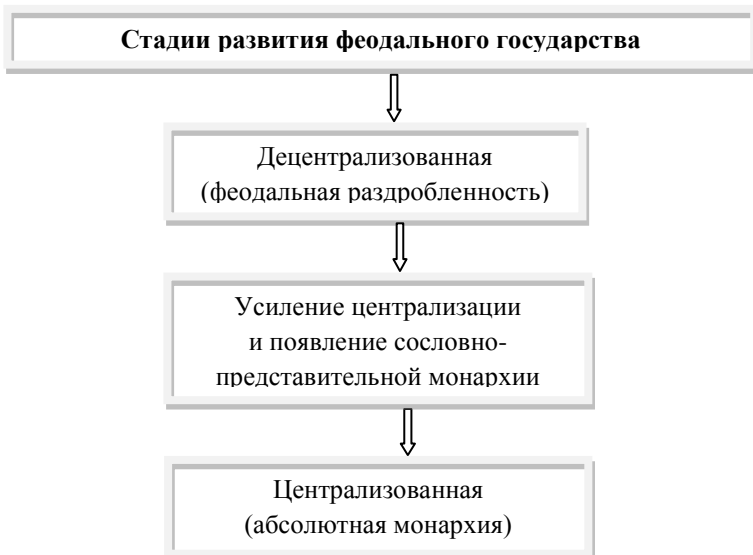 Стадии развития феодального государства
Децентрализованная
(феодальная раздробленность)
Усиление централизации
и появление сословно-
представительной монархии
Централизованная
(абсолютная монархия)